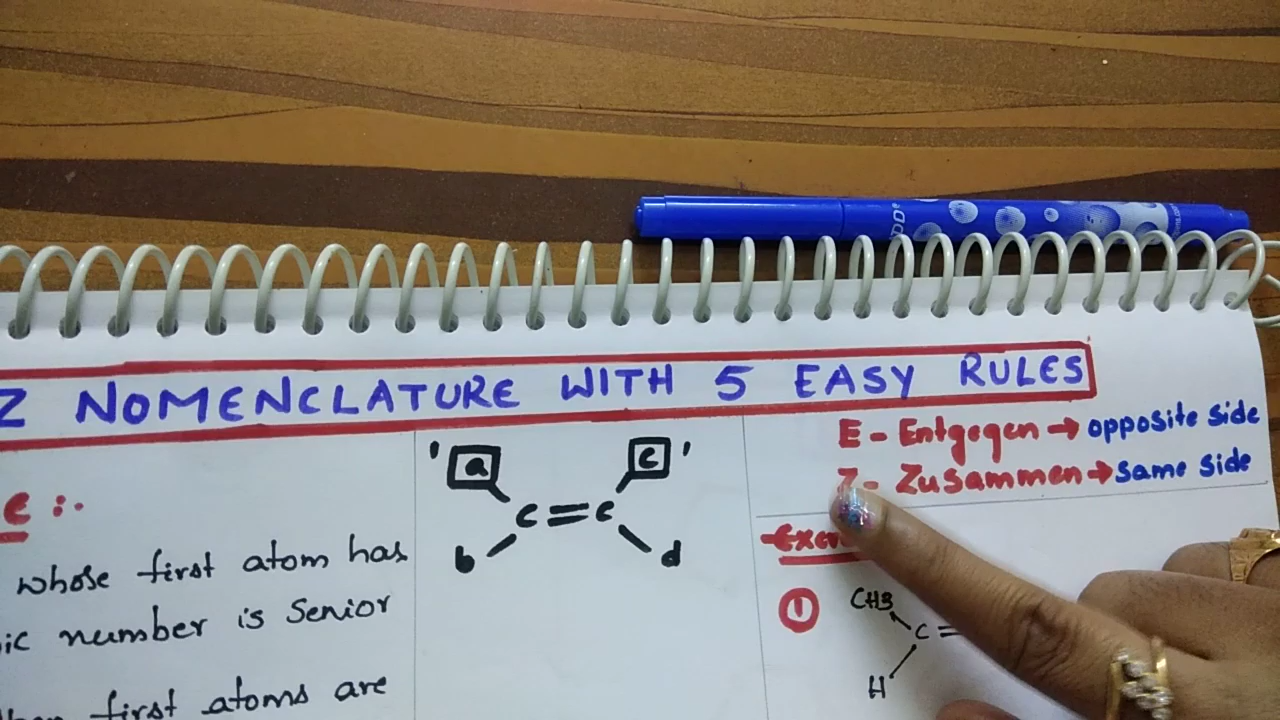 Z NOMENCLATURE WITH 5 EASY RULES
E - Entgegen → opposite side
Z - Zusammen → same side
e :-
whose first atom has
ic number is Senior
first atoms are
'a c'
C = C
b d
1
CH3
C =
H